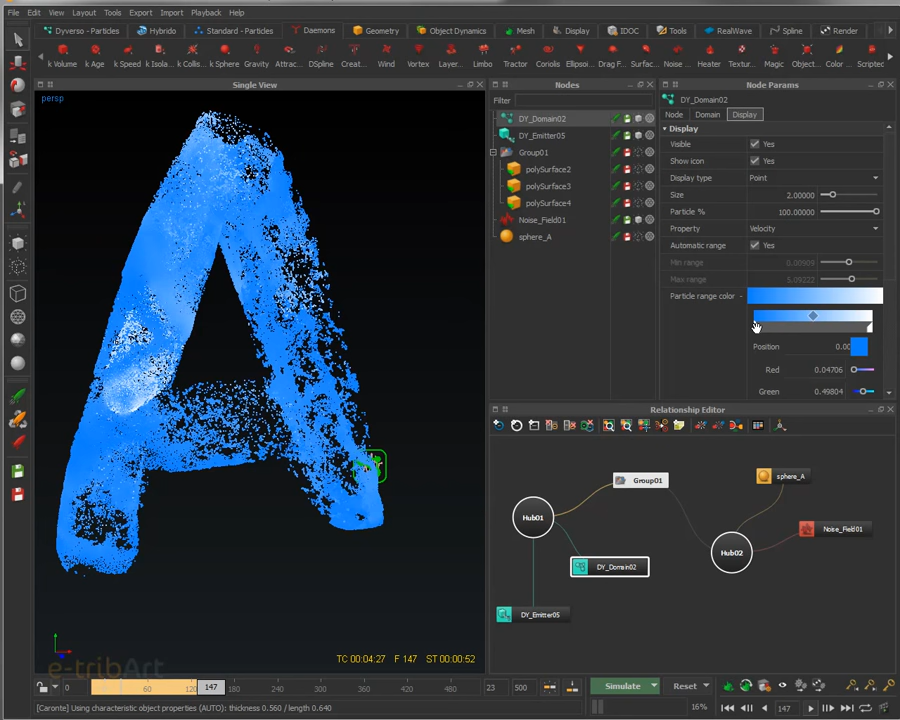 File Edit View Layout Tools Export Import Playback Help
Dyverso - Particles Hybrido Standard - Particles Daemons Geometry Object Dynamics Mesh Display IDOC Tools RealWave Spline Render
k Volume k Age k Speed k Isola... k Collis... k Sphere Gravity Attrac... DSpline Creat... Wind Vortex Layer... Limbo Tractor Coriolis Ellipsoi... Drag F... Surfac... Noise ... Heater Textur... Magic Object... Color ... Scripted
Single View
persp
e-tribArt
TC 00:04:27 F 147 ST 00:00:52
Nodes
Filter
DY_Domain02
DY_Emitter05
Group01
polySurface2
polySurface3
polySurface4
Noise_Field01
sphere_A
Node Params
DY_Domain02
Node Domain Display
Display
Visible Yes
Show icon Yes
Display type Point
Size 2.00000
Particle % 100.00000
Property Velocity
Automatic range Yes
Min range 0.00909
Max range 5.09222
Particle range color -
Position 0.00
Red 0.04706
Green 0.49804
Relationship Editor
Group01
sphere_A
Hub01
Noise_Field01
Hub02
DY_Domain02
DY_Emitter05
0 60 120 147 180 240 300 360 420 480 23 500 Simulate Reset
[Caronte] Using characteristic object properties (AUTO): thickness 0.560 / length 0.640 16% 147